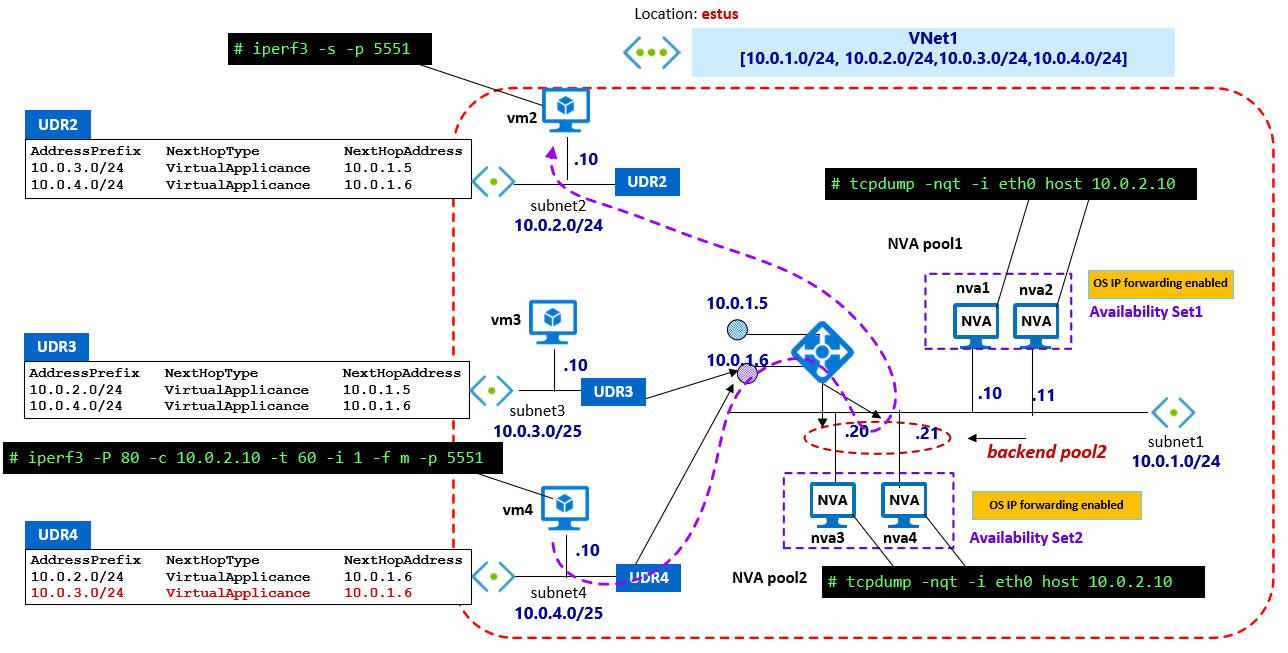 Location: estus
VNet1
[10.0.1.0/24, 10.0.2.0/24,10.0.3.0/24,10.0.4.0/24]
# iperf3 -s -p 5551
vm2
.10
UDR2
AddressPrefix NextHopType NextHopAddress
10.0.3.0/24 VirtualApplicance 10.0.1.5
10.0.4.0/24 VirtualApplicance 10.0.1.6
UDR2
subnet2
10.0.2.0/24
# tcpdump -nqt -i eth0 host 10.0.2.10
NVA pool1
nva1 nva2
NVA NVA
OS IP forwarding enabled
Availability Set1
.10 .11
10.0.1.5
10.0.1.6
vm3
.10
UDR3
AddressPrefix NextHopType NextHopAddress
10.0.2.0/24 VirtualApplicance 10.0.1.5
10.0.4.0/24 VirtualApplicance 10.0.1.6
UDR3
subnet3
10.0.3.0/25
.20 .21
backend pool2
subnet1
10.0.1.0/24
# iperf3 -P 80 -c 10.0.2.10 -t 60 -i 1 -f m -p 5551
vm4
.10
NVA NVA
nva3 nva4
OS IP forwarding enabled
Availability Set2
NVA pool2
# tcpdump -nqt -i eth0 host 10.0.2.10
UDR4
AddressPrefix NextHopType NextHopAddress
10.0.2.0/24 VirtualApplicance 10.0.1.6
10.0.3.0/24 VirtualApplicance 10.0.1.6
UDR4
subnet4
10.0.4.0/25